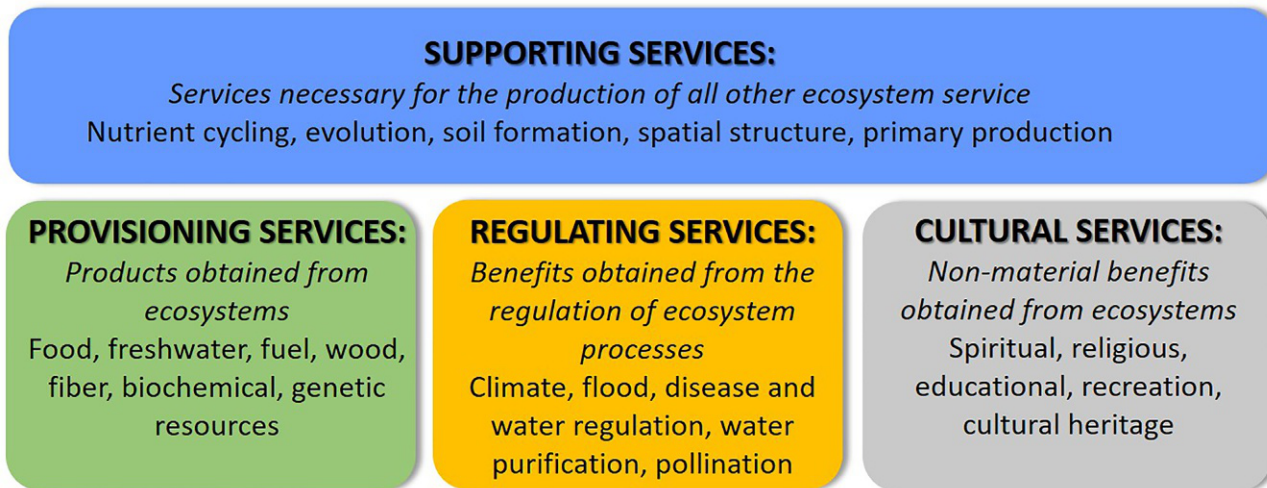 SUPPORTING SERVICES:
Services necessary for the production of all other ecosystem service
Nutrient cycling, evolution, soil formation, spatial structure, primary production
PROVISIONING SERVICES:
Products obtained from
ecosystems
Food, freshwater, fuel, wood,
fiber, biochemical, genetic
resources
REGULATING SERVICES:
Benefits obtained from the
regulation of ecosystem
processes
Climate, flood, disease and
water regulation, water
purification, pollination
CULTURAL SERVICES:
Non-material benefits
obtained from ecosystems
Spiritual, religious,
educational, recreation,
cultural heritage